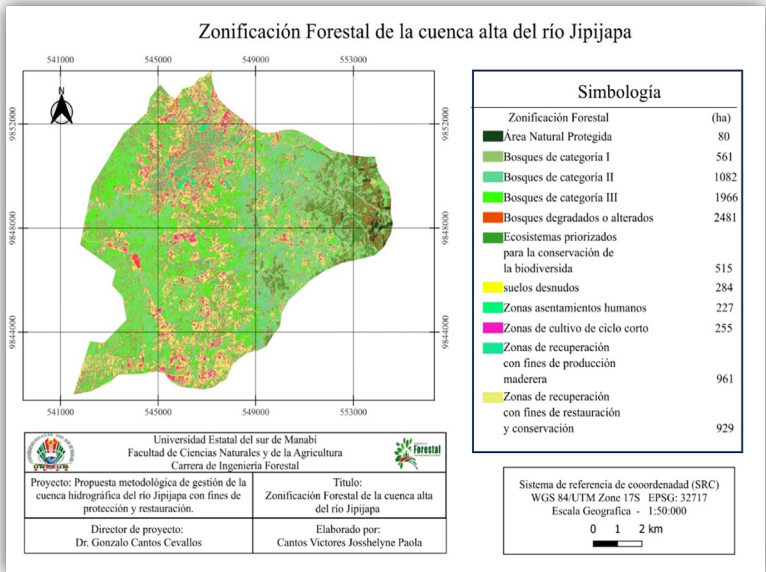 Zonificación Forestal de la cuenca alta del río Jipijapa
541000 545000 549000 553000
N
9852000 9852000
9848000 9848000
9844000 9844000
541000 545000 549000 553000
Simbología
Zonificación Forestal (ha)
Área Natural Protegida 80
Bosques de categoría I 561
Bosques de categoría II 1082
Bosques de categoría III 1966
Bosques degradados o alterados 2481
Ecosistemas priorizados
para la conservación de
la biodiversida 515
suelos desnudos 284
Zonas asentamientos humanos 227
Zonas de cultivo de ciclo corto 255
Zonas de recuperación
con fines de producción
maderera 961
Zonas de recuperación
con fines de restauración
y conservación 929
Universidad Estatal del sur de Manabi
Facultad de Ciencias Naturales y de la Agricultura
Carrera de Ingeniería Forestal
Forestal
Proyecto: Propuesta metodológica de gestión de la
cuenca hidrográfica del río Jipijapa con fines de
protección y restauración.
Titulo:
Zonificación Forestal de la cuenca alta
del río Jipijapa
Director de proyecto:
Dr. Gonzalo Cantos Cevallos
Elaborado por:
Cantos Victores Josshelyne Paola
Sistema de referencia de cooordenadad (SRC)
WGS 84/UTM Zone 17S EPSG: 32717
Escala Geografica - 1:50:000
0 1 2 km